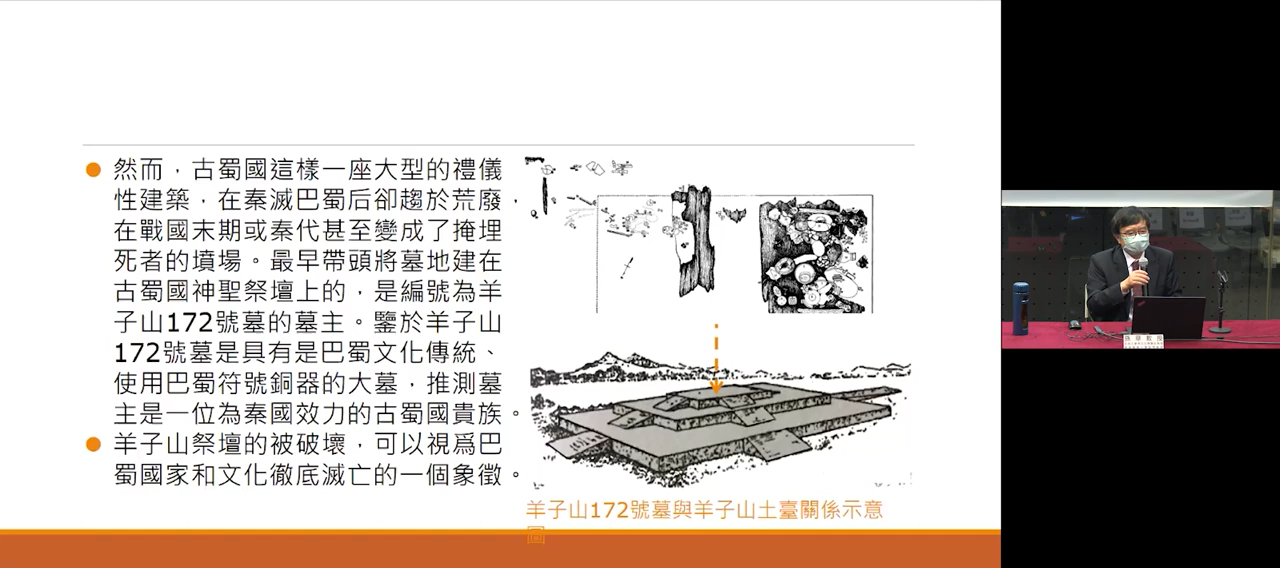 然而，古蜀國這樣一座大型的禮儀
性建築，在秦滅巴蜀后卻趨於荒廢，
在戰國末期或秦代甚至變成了掩埋
死者的墳場。最早帶頭將墓地建在
古蜀國神聖祭壇上的，是編號為羊
子山172號墓的墓主。鑒於羊子山
172號墓是具有是巴蜀文化傳統、
使用巴蜀符號銅器的大墓，推測墓
主是一位為秦國效力的古蜀國貴族。
羊子山祭壇的被破壞，可以視爲巴
蜀國家和文化徹底滅亡的一個象徵。
羊子山172號墓與羊子山土臺關係示意
圖
教授